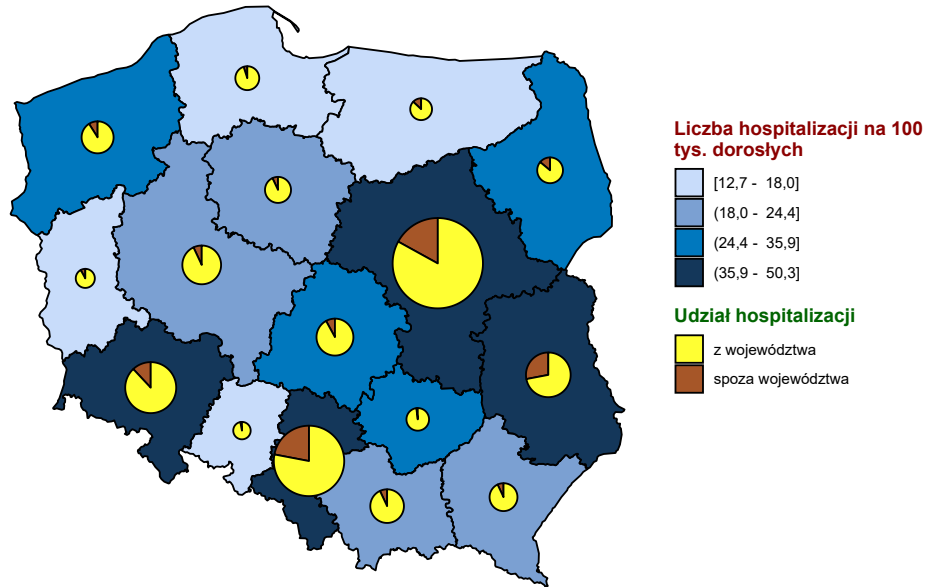 Liczba hospitalizacji na 100
tys. dorosłych
[12,7 - 18,0]
(18,0 - 24,4]
(24,4 - 35,9]
(35,9 - 50,3]
Udział hospitalizacji
z województwa
spoza województwa